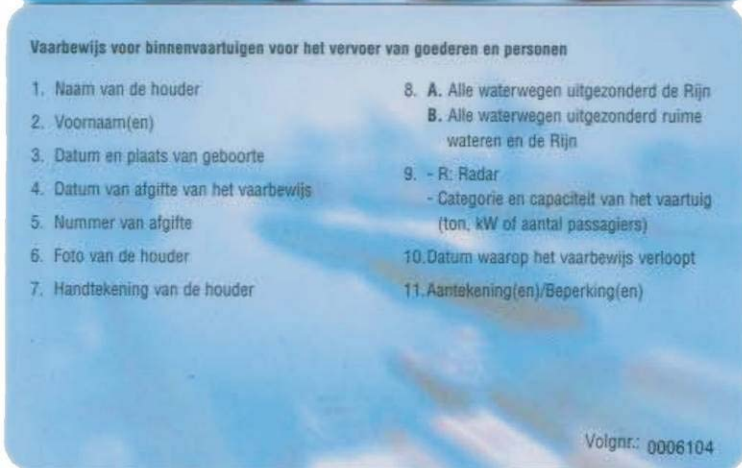 Vaarbewijs voor binnenvaartuigen voor het vervoer van goederen en personen
1. Naam van de houder
2. Voornaam(en)
3. Datum en plaats van geboorte
4. Datum van afgifte van het vaarbewijs
5. Nummer van afgifte
6. Foto van de houder
7. Handtekening van de houder
8. A. Alle waterwegen uitgezonderd de Rijn
B. Alle waterwegen uitgezonderd ruime
wateren en de Rijn
9. - R: Radar
- Categorie en capaciteit van het vaartuig
(ton, kW of aantal passagiers)
10.Datum waarop het vaarbewijs verloopt
11.Aantekening(en)/Beperking(en)
Volgnr.: 0006104